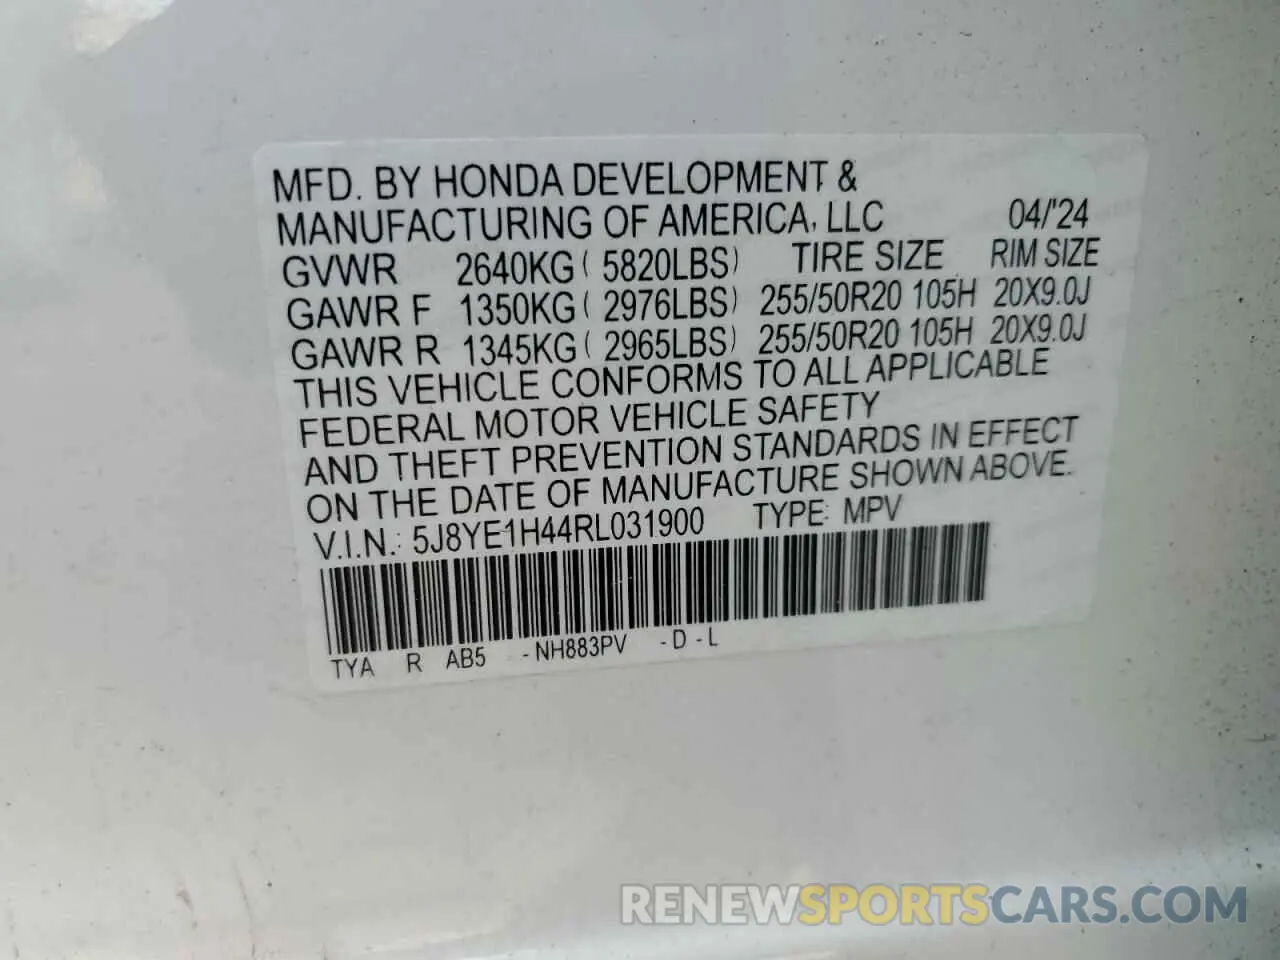 MFD. BY HONDA DEVELOPMENT &
MANUFACTURING OF AMERICA, LLC 04/'24
GVWR 2640KG ( 5820LBS) TIRE SIZE RIM SIZE
GAWR F 1350KG ( 2976LBS) 255/50R20 105H 20X9.0J
GAWR R 1345KG ( 2965LBS) 255/50R20 105H 20X9.0J
THIS VEHICLE CONFORMS TO ALL APPLICABLE
FEDERAL MOTOR VEHICLE SAFETY
AND THEFT PREVENTION STANDARDS IN EFFECT
ON THE DATE OF MANUFACTURE SHOWN ABOVE.
V.I.N.: 5J8YE1H44RL031900 TYPE: MPV
TYA R AB5 -NH883PV -D-L
RENEWSPORTSCARS.COM